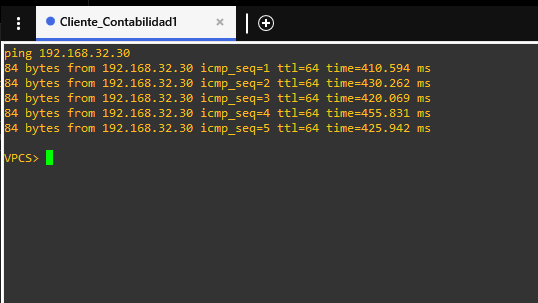 Cliente_Contabilidad1
ping 192.168.32.30
84 bytes from 192.168.32.30 icmp_seq=1 ttl=64 time=410.594 ms
84 bytes from 192.168.32.30 icmp_seq=2 ttl=64 time=430.262 ms
84 bytes from 192.168.32.30 icmp_seq=3 ttl=64 time=420.069 ms
84 bytes from 192.168.32.30 icmp_seq=4 ttl=64 time=455.831 ms
84 bytes from 192.168.32.30 icmp_seq=5 ttl=64 time=425.942 ms
VPCS>